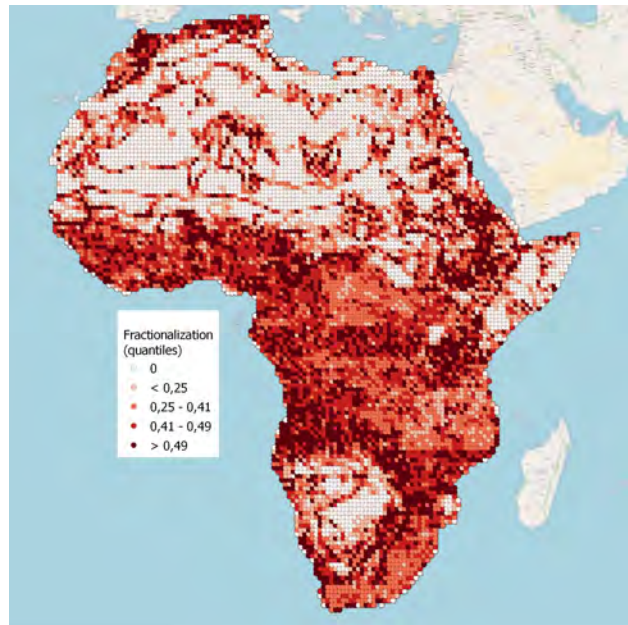 Fractionalization
(quantiles)
0
< 0,25
0,25 - 0,41
0,41 - 0,49
> 0,49